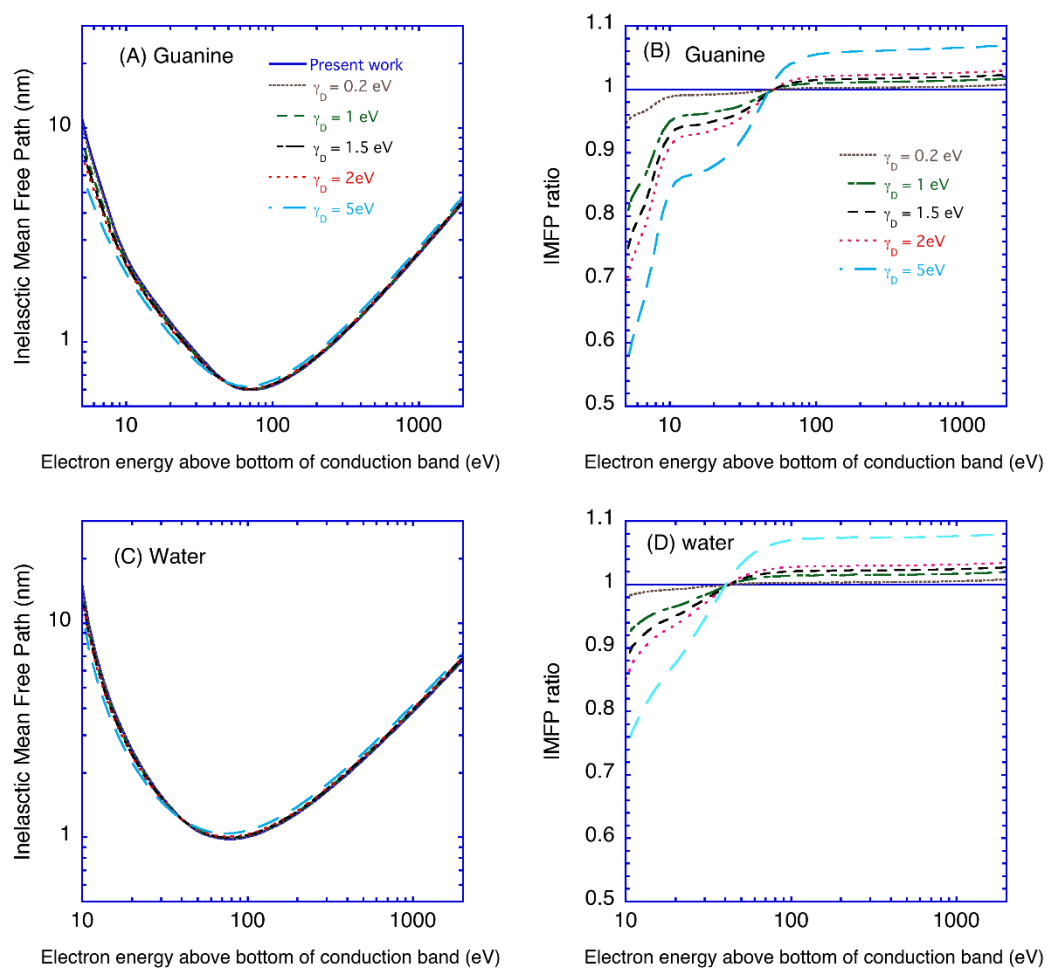 (A) Guanine
Present work
γD = 0.2 eV
γD = 1 eV
γD = 1.5 eV
γD = 2eV
γD = 5eV
10
1
10
100
1000
Inelasctic Mean Free Path (nm)
Electron energy above bottom of conduction band (eV)
(B)
Guanine
1.1
1
0.9
0.8
0.7
0.6
0.5
γD = 0.2 eV
γD = 1 eV
γD = 1.5 eV
γD = 2eV
γD = 5eV
10
100
1000
IMFP ratio
Electron energy above bottom of conduction band (eV)
(C) Water
10
1
10
100
1000
Inelasctic Mean Free Path (nm)
Electron energy above bottom of conduction band (eV)
(D) water
1.1
1
0.9
0.8
0.7
0.6
0.5
10
100
1000
IMFP ratio
Electron energy above bottom of conduction band (eV)